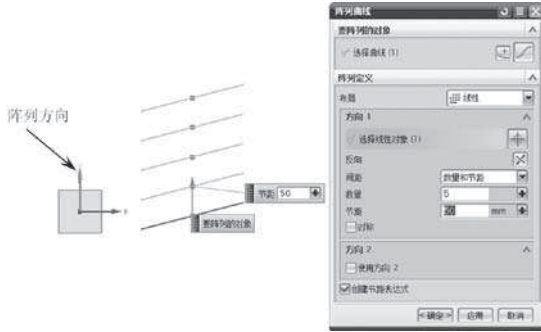 阵列方向
节距 50
要阵列的对象
阵列曲线
要阵列的对象
选择曲线 (1)
阵列定义
布局 线性
方向 1
选择线性对象 (1)
反向
间距 数量和节距
数量 5
节距 50 mm
对称
方向 2
使用方向 2
创建节距表达式
<确定> 应用 取消